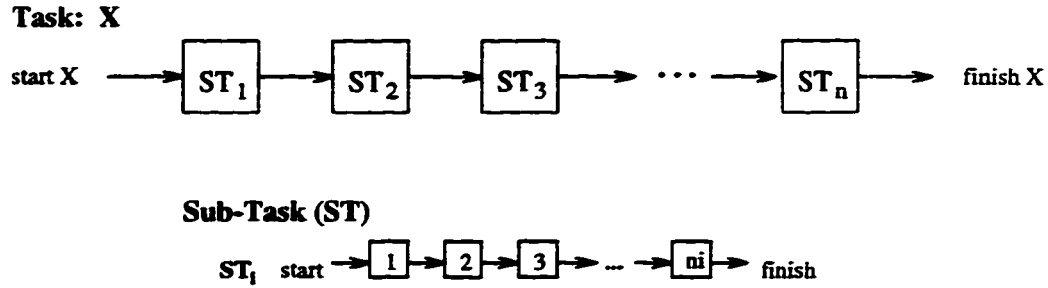 Task: X
start X ST1 ST2 ST3 ... STn finish X
Sub-Task (ST)
STi start 1 2 3 ... ni finish